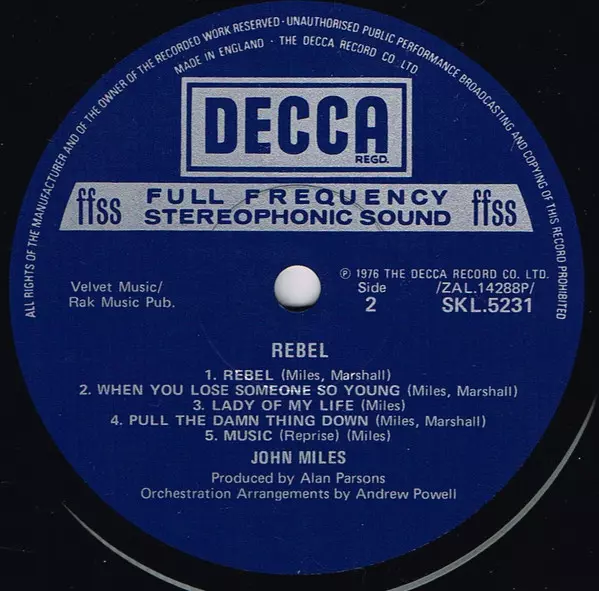 ALL RIGHTS OF THE MANUFACTURER AND OF THE OWNER OF THE RECORDED WORK RESERVED · UNAUTHORISED PUBLIC PERFORMANCE BROADCASTING AND COPYING OF THIS RECORD PROHIBITED
MADE IN ENGLAND · THE DECCA RECORD CO. LTD
DECCA
REGD.
ffss FULL FREQUENCY ffss
STEREOPHONIC SOUND
℗ 1976 THE DECCA RECORD CO. LTD.
Velvet Music/ Side /ZAL.14288P/
Rak Music Pub. 2 SKL.5231
REBEL
1. REBEL (Miles, Marshall)
2. WHEN YOU LOSE SOMEONE SO YOUNG (Miles, Marshall)
3. LADY OF MY LIFE (Miles)
4. PULL THE DAMN THING DOWN (Miles, Marshall)
5. MUSIC (Reprise) (Miles)
JOHN MILES
Produced by Alan Parsons
Orchestration Arrangements by Andrew Powell